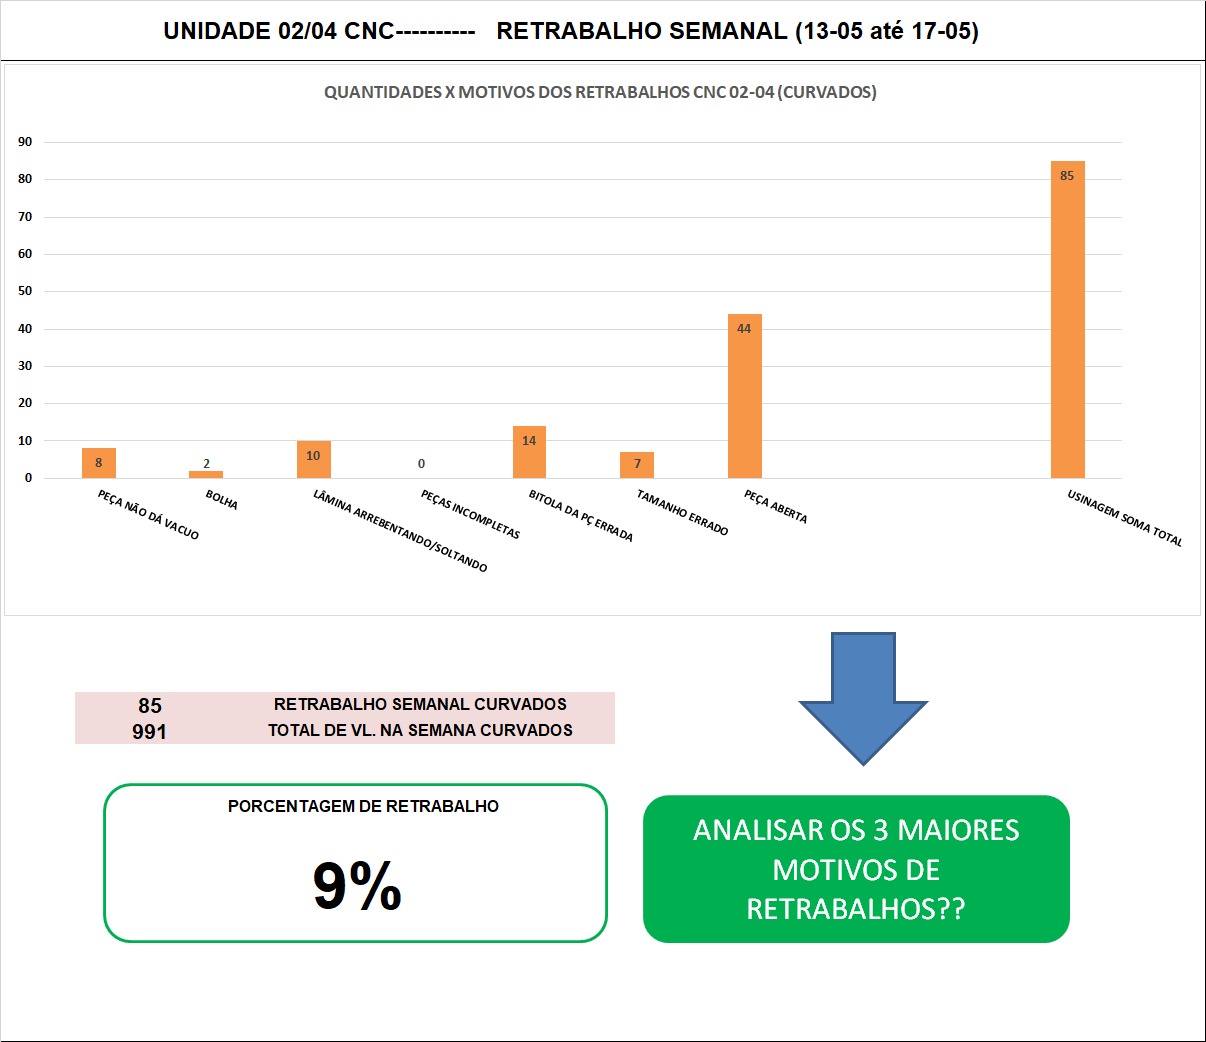 UNIDADE 02/04 CNC---------- RETRABALHO SEMANAL (13-05 até 17-05)
QUANTIDADES X MOTIVOS DOS RETRABALHOS CNC 02-04 (CURVADOS)
90
80
70
60
50
40
30
20
10
0
8
2
10
0
14
7
44
85
PEÇA NÃO DÁ VACUO
BOLHA
LÂMINA ARREBENTANDO/SOLTANDO
PEÇAS INCOMPLETAS
BITOLA DA PÇ ERRADA
TAMANHO ERRADO
PEÇA ABERTA
USINAGEM SOMA TOTAL
85 RETRABALHO SEMANAL CURVADOS
991 TOTAL DE VL. NA SEMANA CURVADOS
PORCENTAGEM DE RETRABALHO
9%
ANALISAR OS 3 MAIORES
MOTIVOS DE
RETRABALHOS??